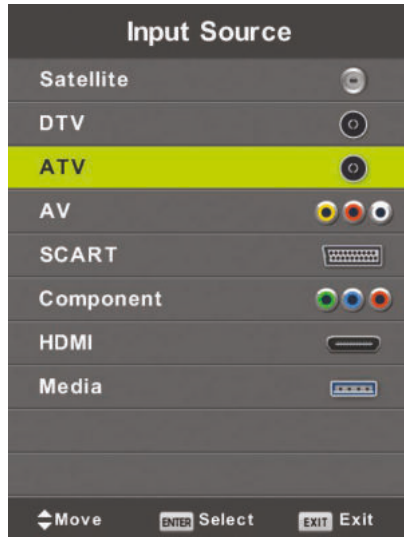 Input Source
Satellite
DTV
ATV
AV
SCART
Component
HDMI
Media
Move ENTER Select EXIT Exit